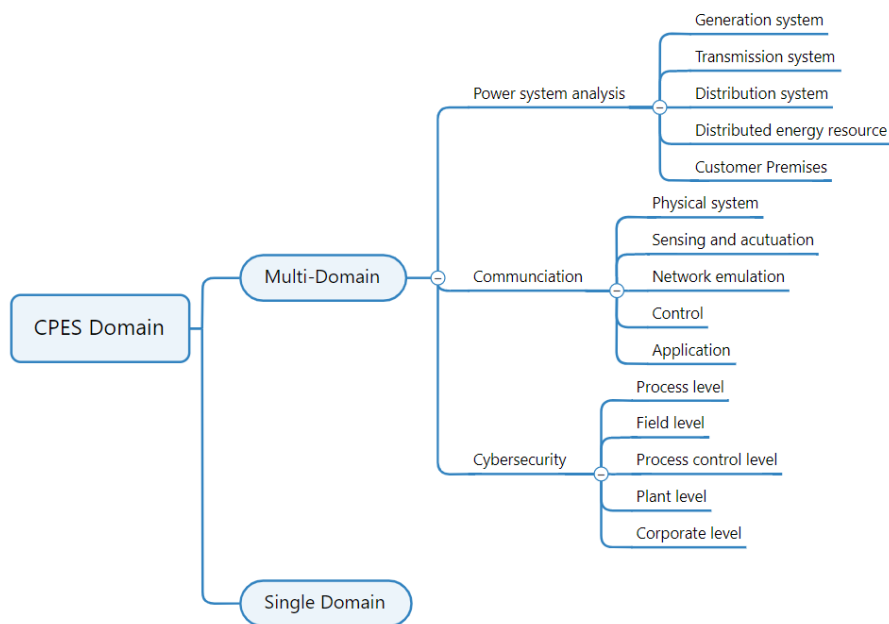 CPES Domain
Multi-Domain
Power system analysis
Generation system
Transmission system
Distribution system
Distributed energy resource
Customer Premises
Communciation
Physical system
Sensing and acutuation
Network emulation
Control
Application
Cybersecurity
Process level
Field level
Process control level
Plant level
Corporate level
Single Domain